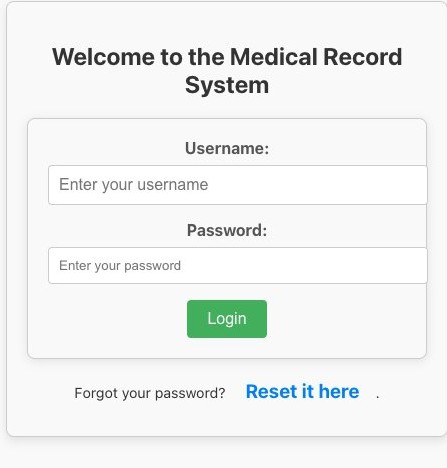 Welcome to the Medical Record
System
Username:
Enter your username
Password:
Enter your password
Login
Forgot your password? Reset it here .